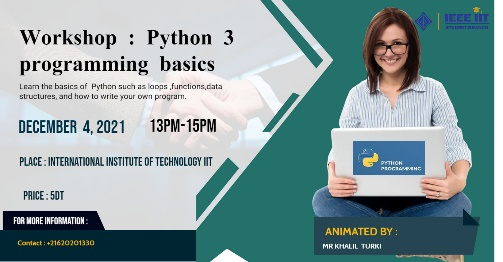 Workshop : Python 3
programming basics
Learn the basics of Python such as loops ,functions,data
structures, and how to write your own program.
DECEMBER 4, 2021 13PM-15PM
PLACE : INTERNATIONAL INSTITUTE OF TECHNOLOGY IIT
PRICE : 5DT
FOR MORE INFORMATION :
Contact : +21620201330
IEEE IIT
PYTHON
PROGRAMMING
ANIMATED BY :
MR KHALIL TURKI